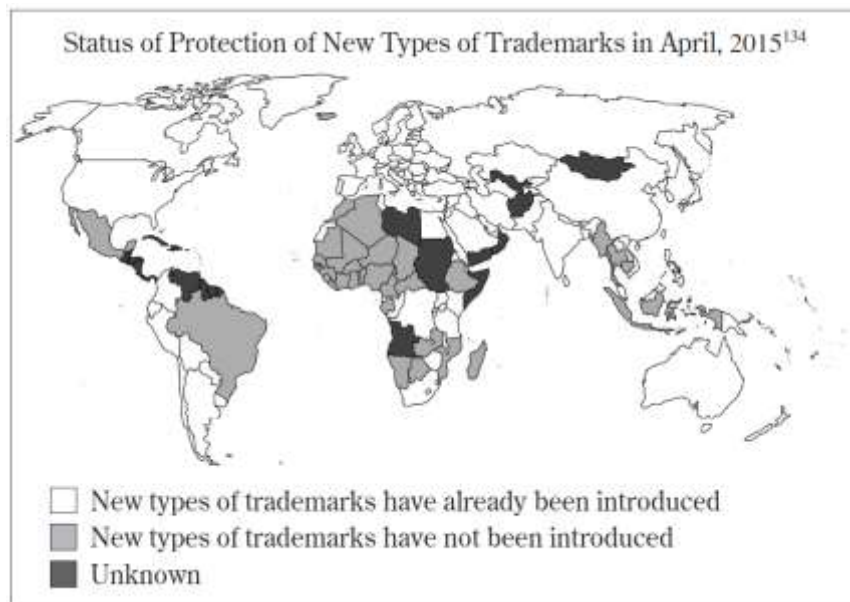 Status of Protection of New Types of Trademarks in April, 2015¹³⁴
New types of trademarks have already been introduced
New types of trademarks have not been introduced
Unknown